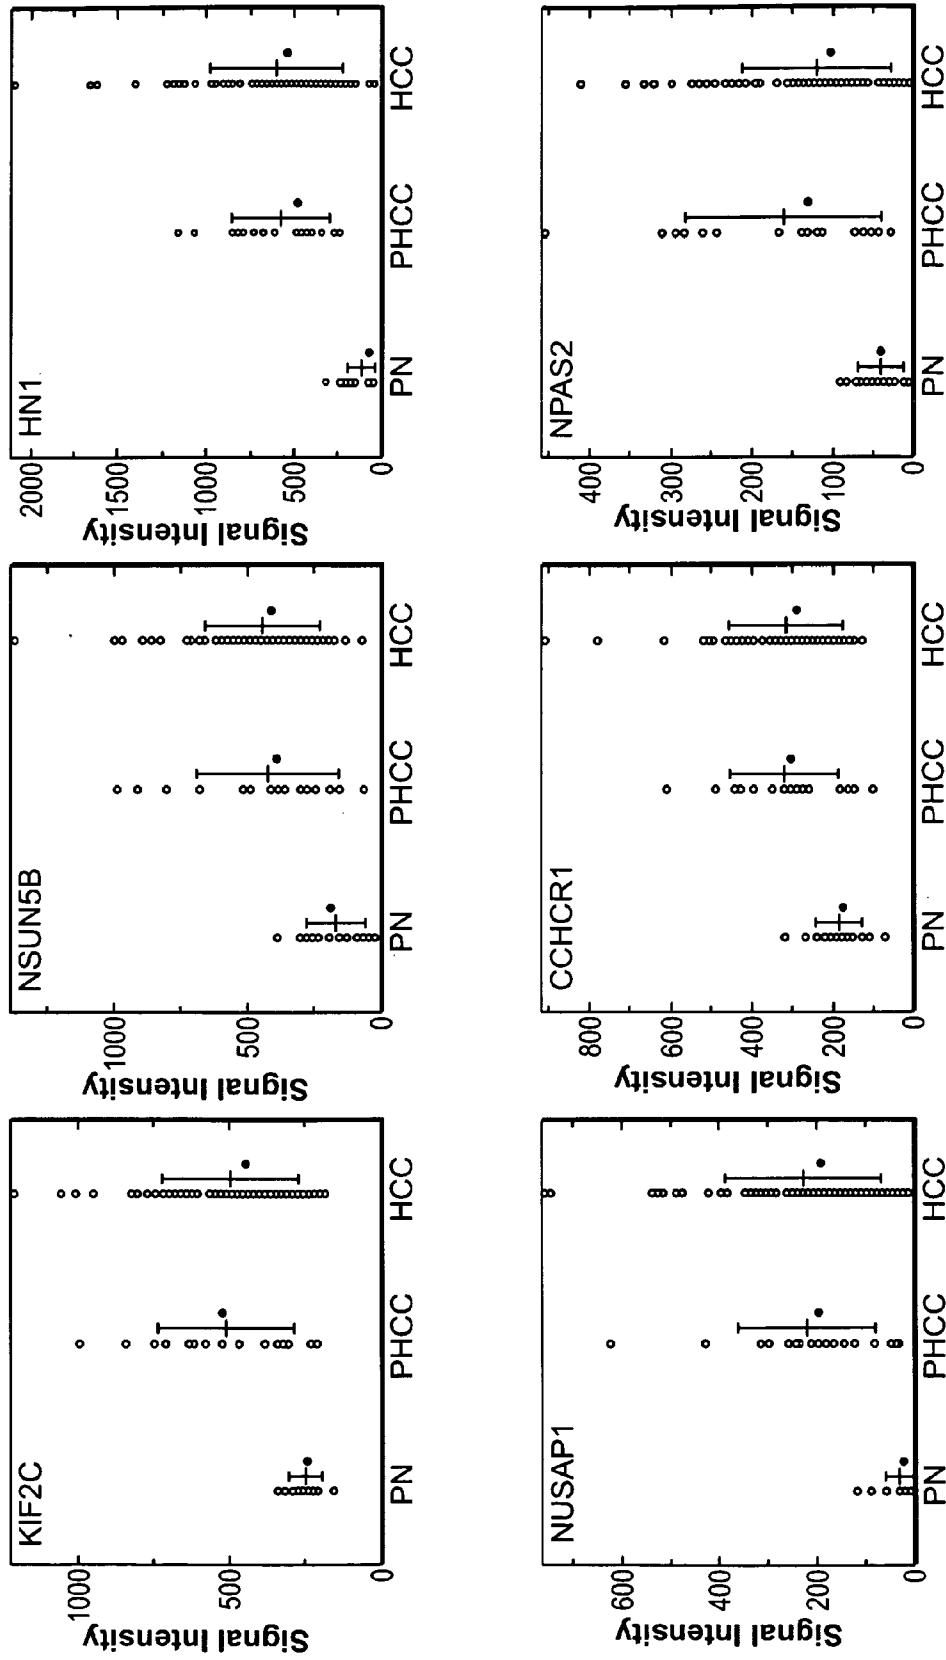 KIF2C
Signal Intensity
1000
500
0
PN PHCC HCC
NSUN5B
Signal Intensity
1000
500
0
PN PHCC HCC
HN1
Signal Intensity
2000
1500
1000
500
0
PN PHCC HCC
NUSAP1
Signal Intensity
600
400
200
0
PN PHCC HCC
CCHCR1
Signal Intensity
800
600
400
200
0
PN PHCC HCC
NPAS2
Signal Intensity
400
300
200
100
0
PN PHCC HCC